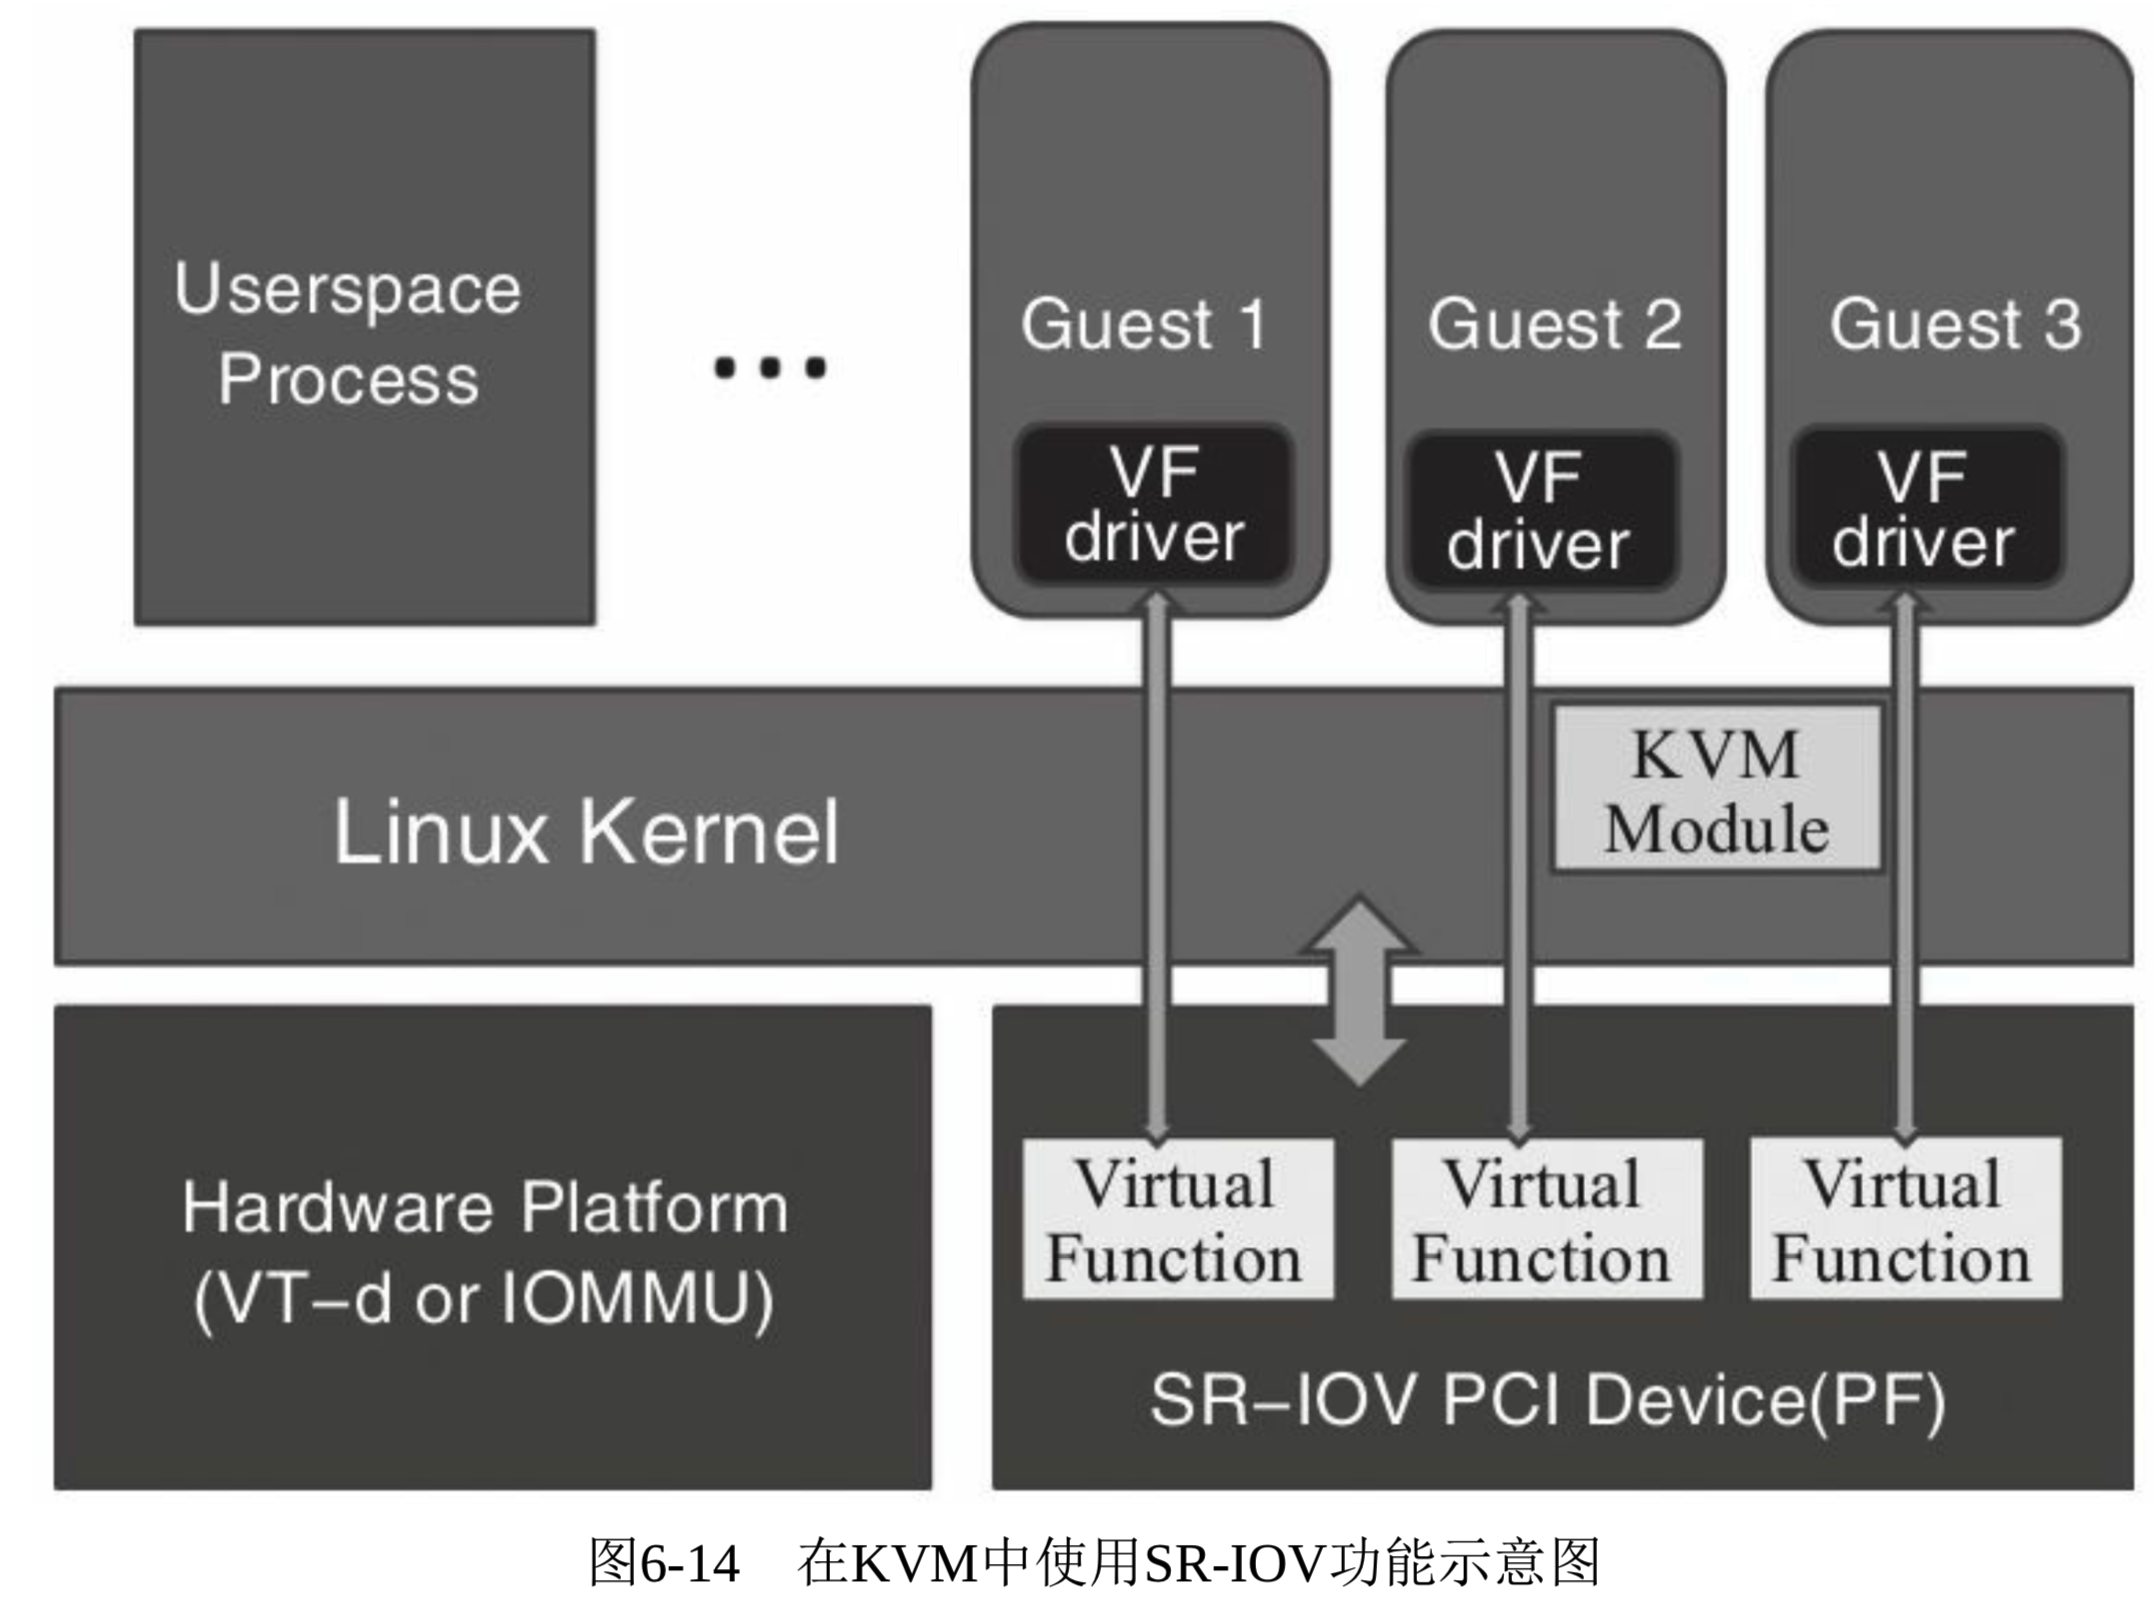 Userspace
Process
...
Guest 1
VF
driver
Guest 2
VF
driver
Guest 3
VF
driver
Linux Kernel
KVM
Module
Hardware Platform
(VT-d or IOMMU)
Virtual
Function
Virtual
Function
Virtual
Function
SR-IOV PCI Device(PF)
图6-14 在KVM中使用SR-IOV功能示意图